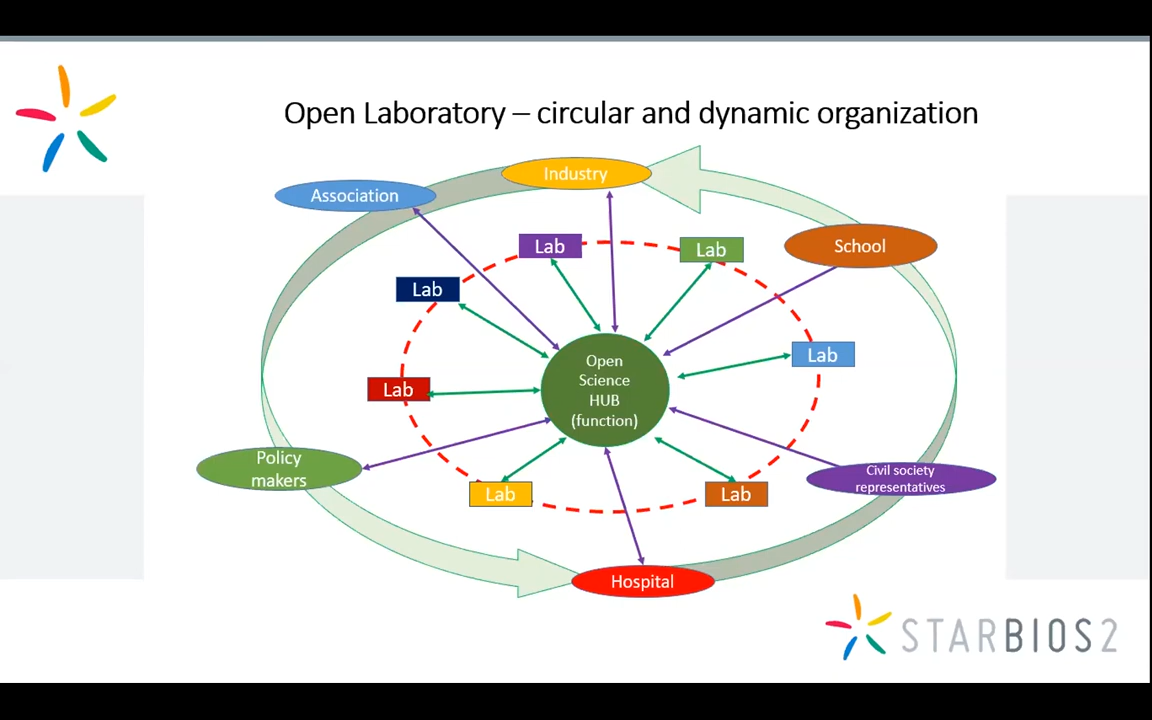 Open Laboratory – circular and dynamic organization
Industry
Association
School
Lab
Lab
Lab
Lab
Lab
Open
Science
HUB
(function)
Policy
makers
Civil society
representatives
Lab
Lab
Hospital
STARBIOS2